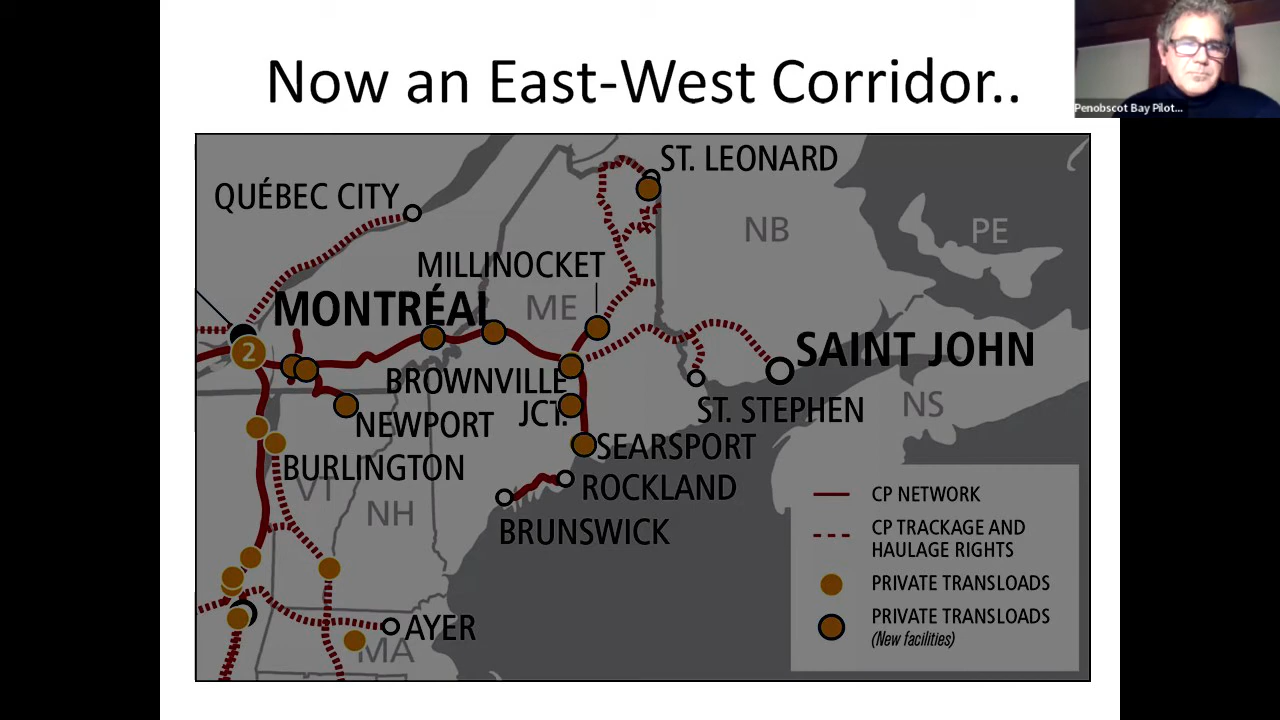 Now an East-West Corridor..
Penobscot Bay Pilot...
ST. LEONARD
QUÉBEC CITY
NB
PE
MILLINOCKET
MONTRÉAL
ME
2
SAINT JOHN
BROWNVILLE
JCT.
NEWPORT
ST. STEPHEN
NS
SEARSPORT
BURLINGTON
VT
ROCKLAND
NH
BRUNSWICK
CP NETWORK
CP TRACKAGE AND
HAULAGE RIGHTS
PRIVATE TRANSLOADS
PRIVATE TRANSLOADS
(New facilities)
AYER
MA